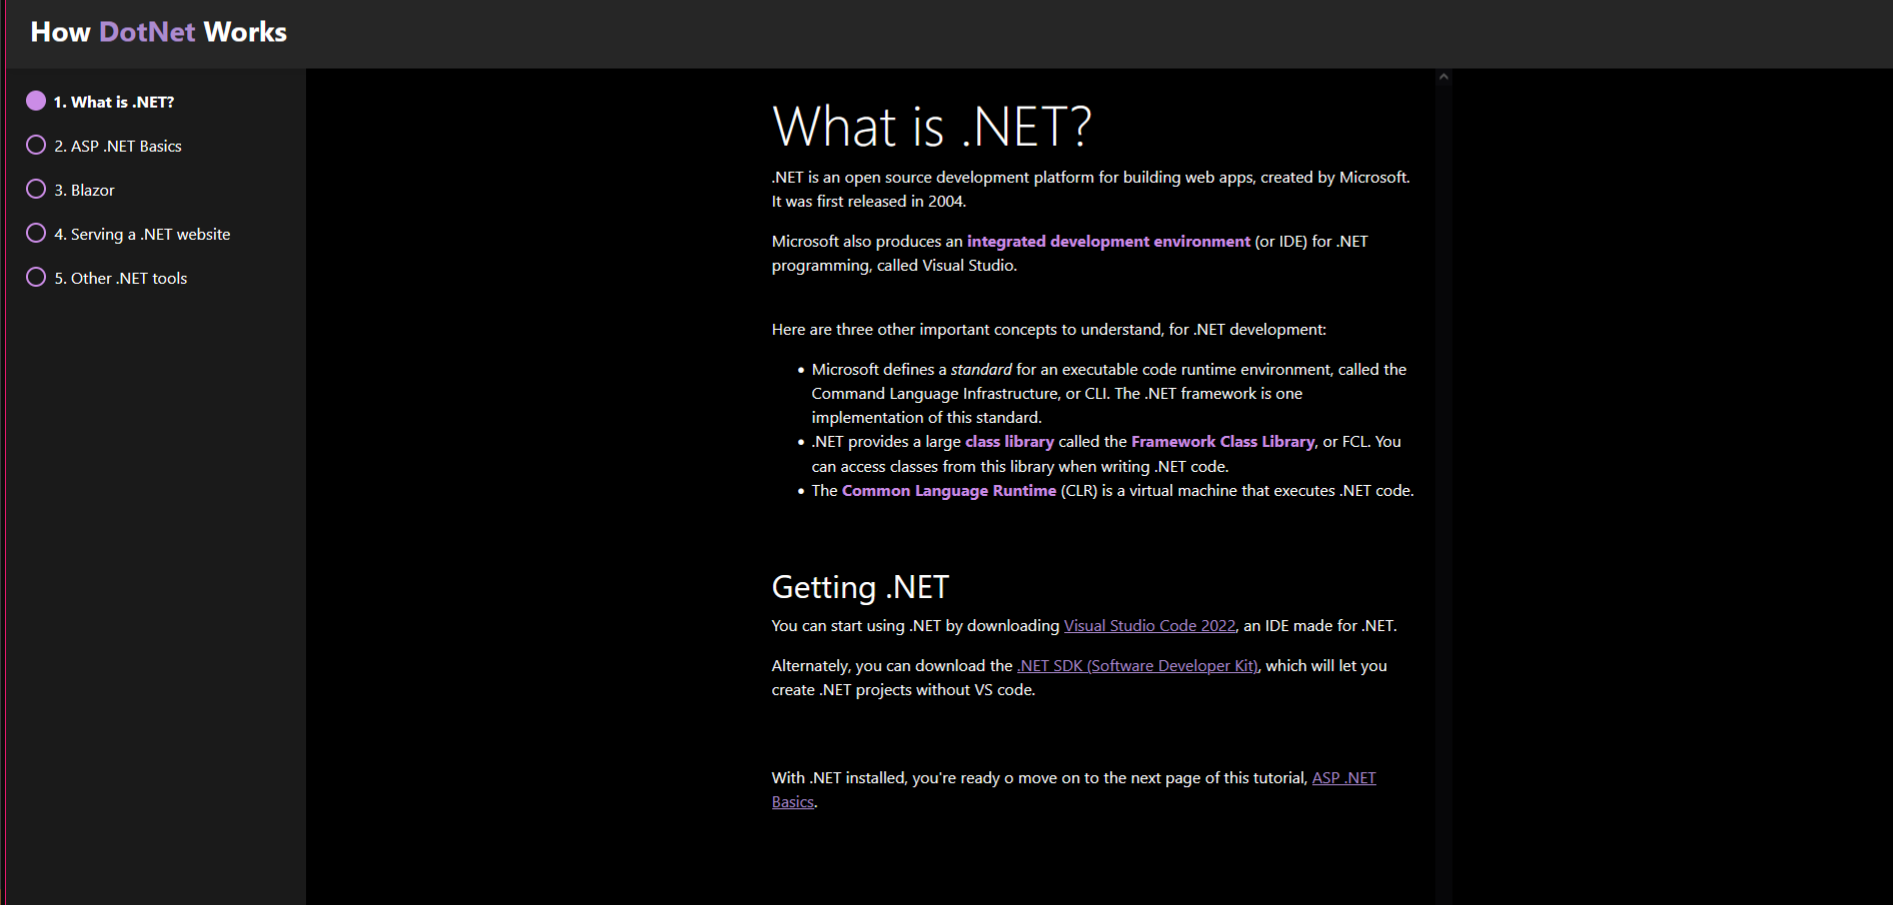 How DotNet Works
1. What is .NET?
2. ASP .NET Basics
3. Blazor
4. Serving a .NET website
5. Other .NET tools
What is .NET?
.NET is an open source development platform for building web apps, created by Microsoft.
It was first released in 2004.
Microsoft also produces an integrated development environment (or IDE) for .NET
programming, called Visual Studio.
Here are three other important concepts to understand, for .NET development:
• Microsoft defines a standard for an executable code runtime environment, called the
Command Language Infrastructure, or CLI. The .NET framework is one
implementation of this standard.
• .NET provides a large class library called the Framework Class Library, or FCL. You
can access classes from this library when writing .NET code.
• The Common Language Runtime (CLR) is a virtual machine that executes .NET code.
Getting .NET
You can start using .NET by downloading Visual Studio Code 2022, an IDE made for .NET.
Alternately, you can download the .NET SDK (Software Developer Kit), which will let you
create .NET projects without VS code.
With .NET installed, you're ready o move on to the next page of this tutorial, ASP .NET
Basics.